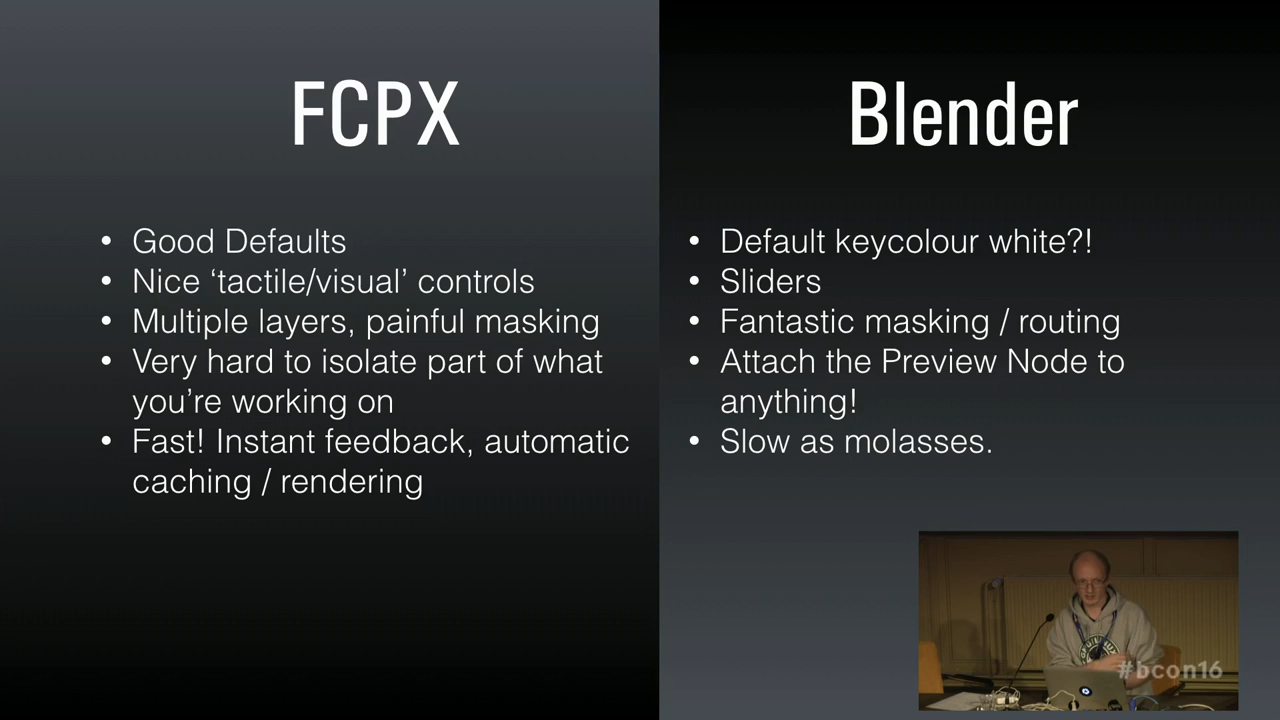 FCPX
• Good Defaults
• Nice ‘tactile/visual’ controls
• Multiple layers, painful masking
• Very hard to isolate part of what
you’re working on
• Fast! Instant feedback, automatic
caching / rendering
Blender
• Default keycolour white?!
• Sliders
• Fantastic masking / routing
• Attach the Preview Node to
anything!
• Slow as molasses.
#bcon16